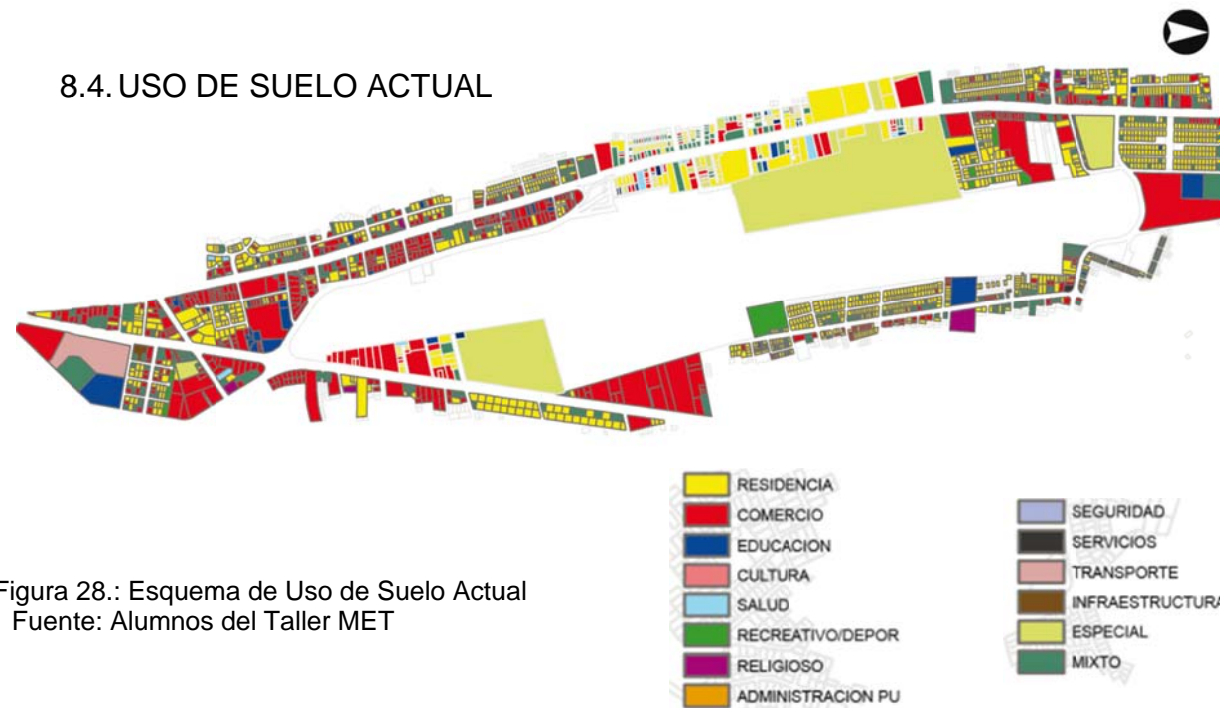 8.4. USO DE SUELO ACTUAL
RESIDENCIA
COMERCIO
EDUCACION
CULTURA
SALUD
RECREATIVO/DEPOR
RELIGIOSO
ADMINISTRACION PU
SEGURIDAD
SERVICIOS
TRANSPORTE
INFRAESTRUCTURA
ESPECIAL
MIXTO
Figura 28.: Esquema de Uso de Suelo Actual
Fuente: Alumnos del Taller MET